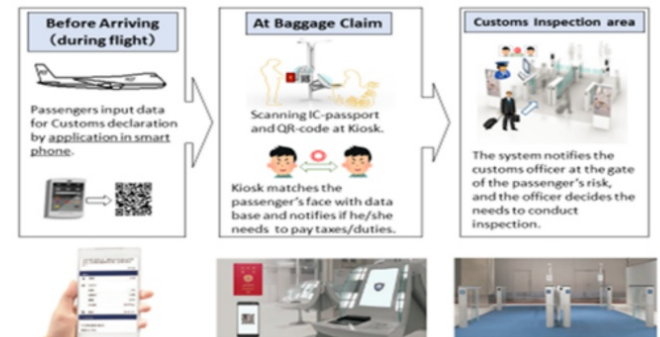 Before Arriving
(during flight)
Passengers input data
for Customs declaration
by application in smart
phone.
At Baggage Claim
Scanning IC-passport
and QR-code at Kiosk.
Kiosk matches the
passenger's face with data
base and notifies if he/she
needs to pay taxes/duties.
Customs Inspection area
The system notifies the
customs officer at the gate
of the passenger's risk,
and the officer decides the
needs to conduct
inspection.